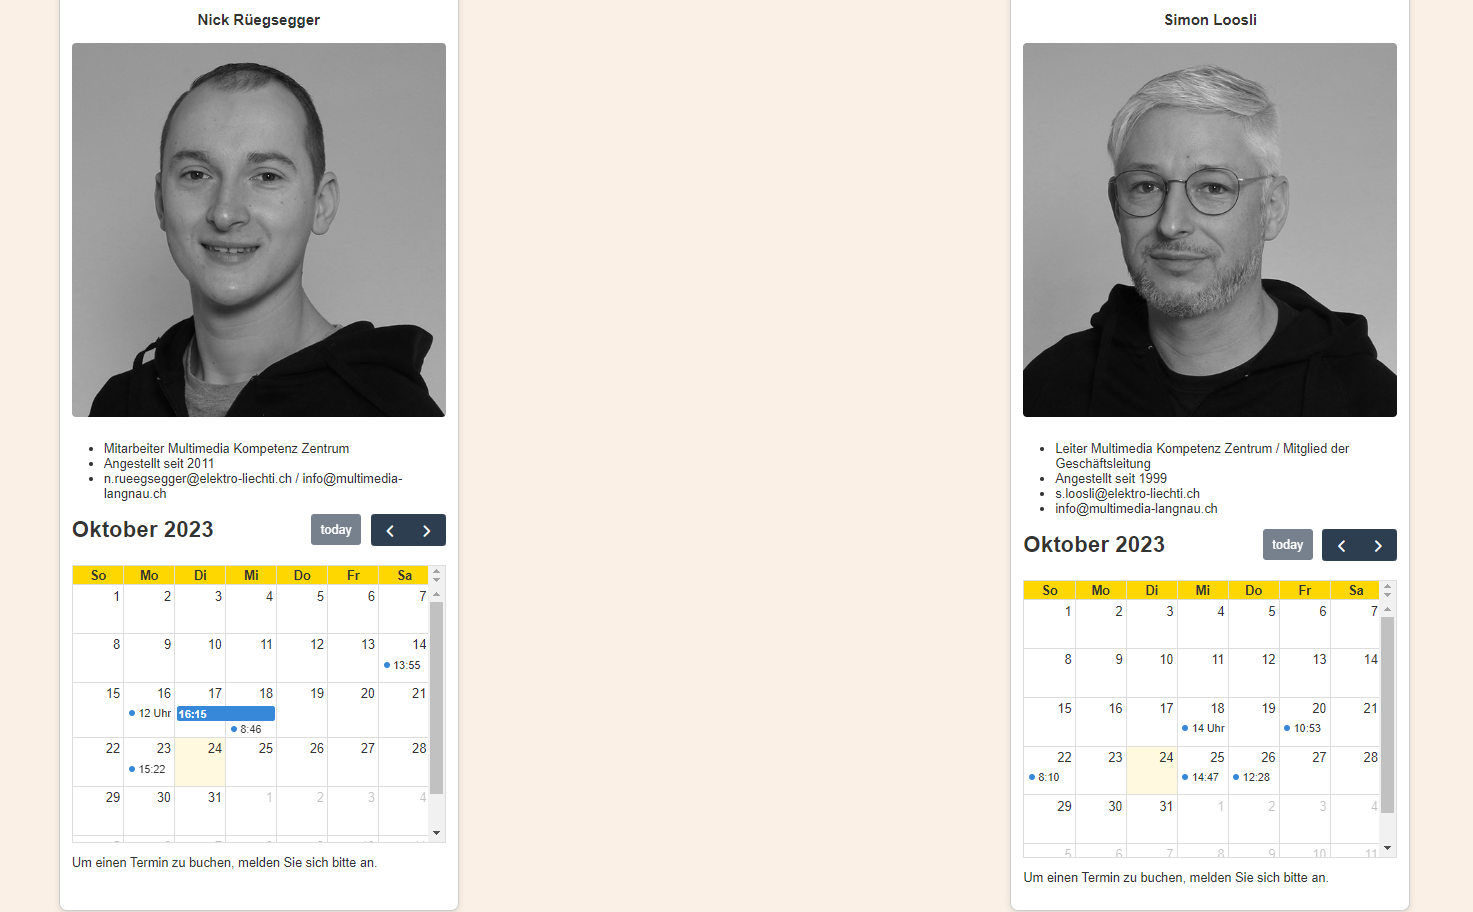 Nick Rüegsegger
Mitarbeiter Multimedia Kompetenz Zentrum
Angestellt seit 2011
n.rueegsegger@elektro-liechti.ch / info@multimedia-
langnau.ch
Oktober 2023
today
So Mo Di Mi Do Fr Sa
1 2 3 4 5 6 7
8 9 10 11 12 13 14
13:55
15 16 17 18 19 20 21
12 Uhr 16:15
8:46
22 23 24 25 26 27 28
15:22
29 30 31 1 2 3 4
Um einen Termin zu buchen, melden Sie sich bitte an.
Simon Loosli
Leiter Multimedia Kompetenz Zentrum / Mitglied der
Geschäftsleitung
Angestellt seit 1999
s.loosli@elektro-liechti.ch
info@multimedia-langnau.ch
Oktober 2023
today
So Mo Di Mi Do Fr Sa
1 2 3 4 5 6 7
8 9 10 11 12 13 14
15 16 17 18 19 20 21
14 Uhr 10:53
22 23 24 25 26 27 28
8:10 14:47 12:28
29 30 31 1 2 3 4
5 6 7 8 9 10 11
Um einen Termin zu buchen, melden Sie sich bitte an.